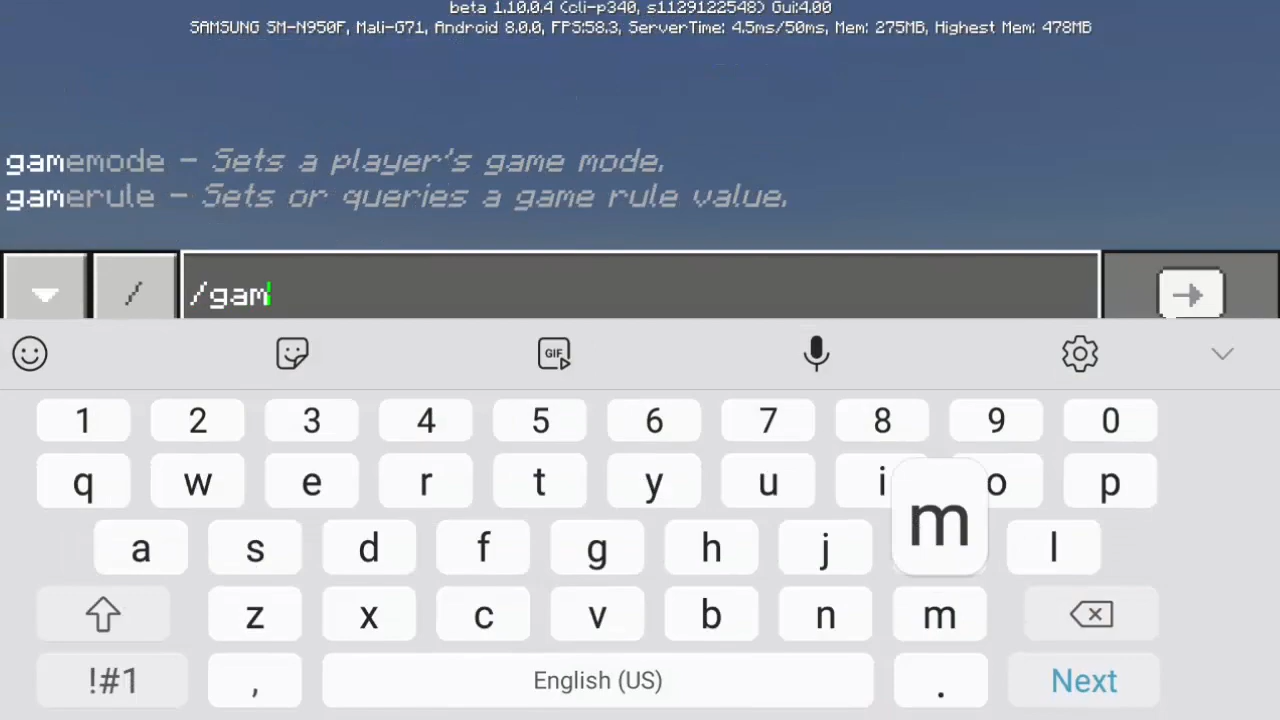 beta 1.10.0.4 (cli-p340, s1129122548) Gui:4.00
SAMSUNG SM-N950F, Mali-G71, Android 8.0.0, FPS:58.3, ServerTime: 4.5ms/50ms, Mem: 275MB, Highest Mem: 478MB
gamemode - Sets a player's game mode.
gamerule - Sets or queries a game rule value.
/ /gam
GIF
1 2 3 4 5 6 7 8 9 0
q w e r t y u i o p
a s d f g h j m l
z x c v b n m
!#1 , English (US) . Next